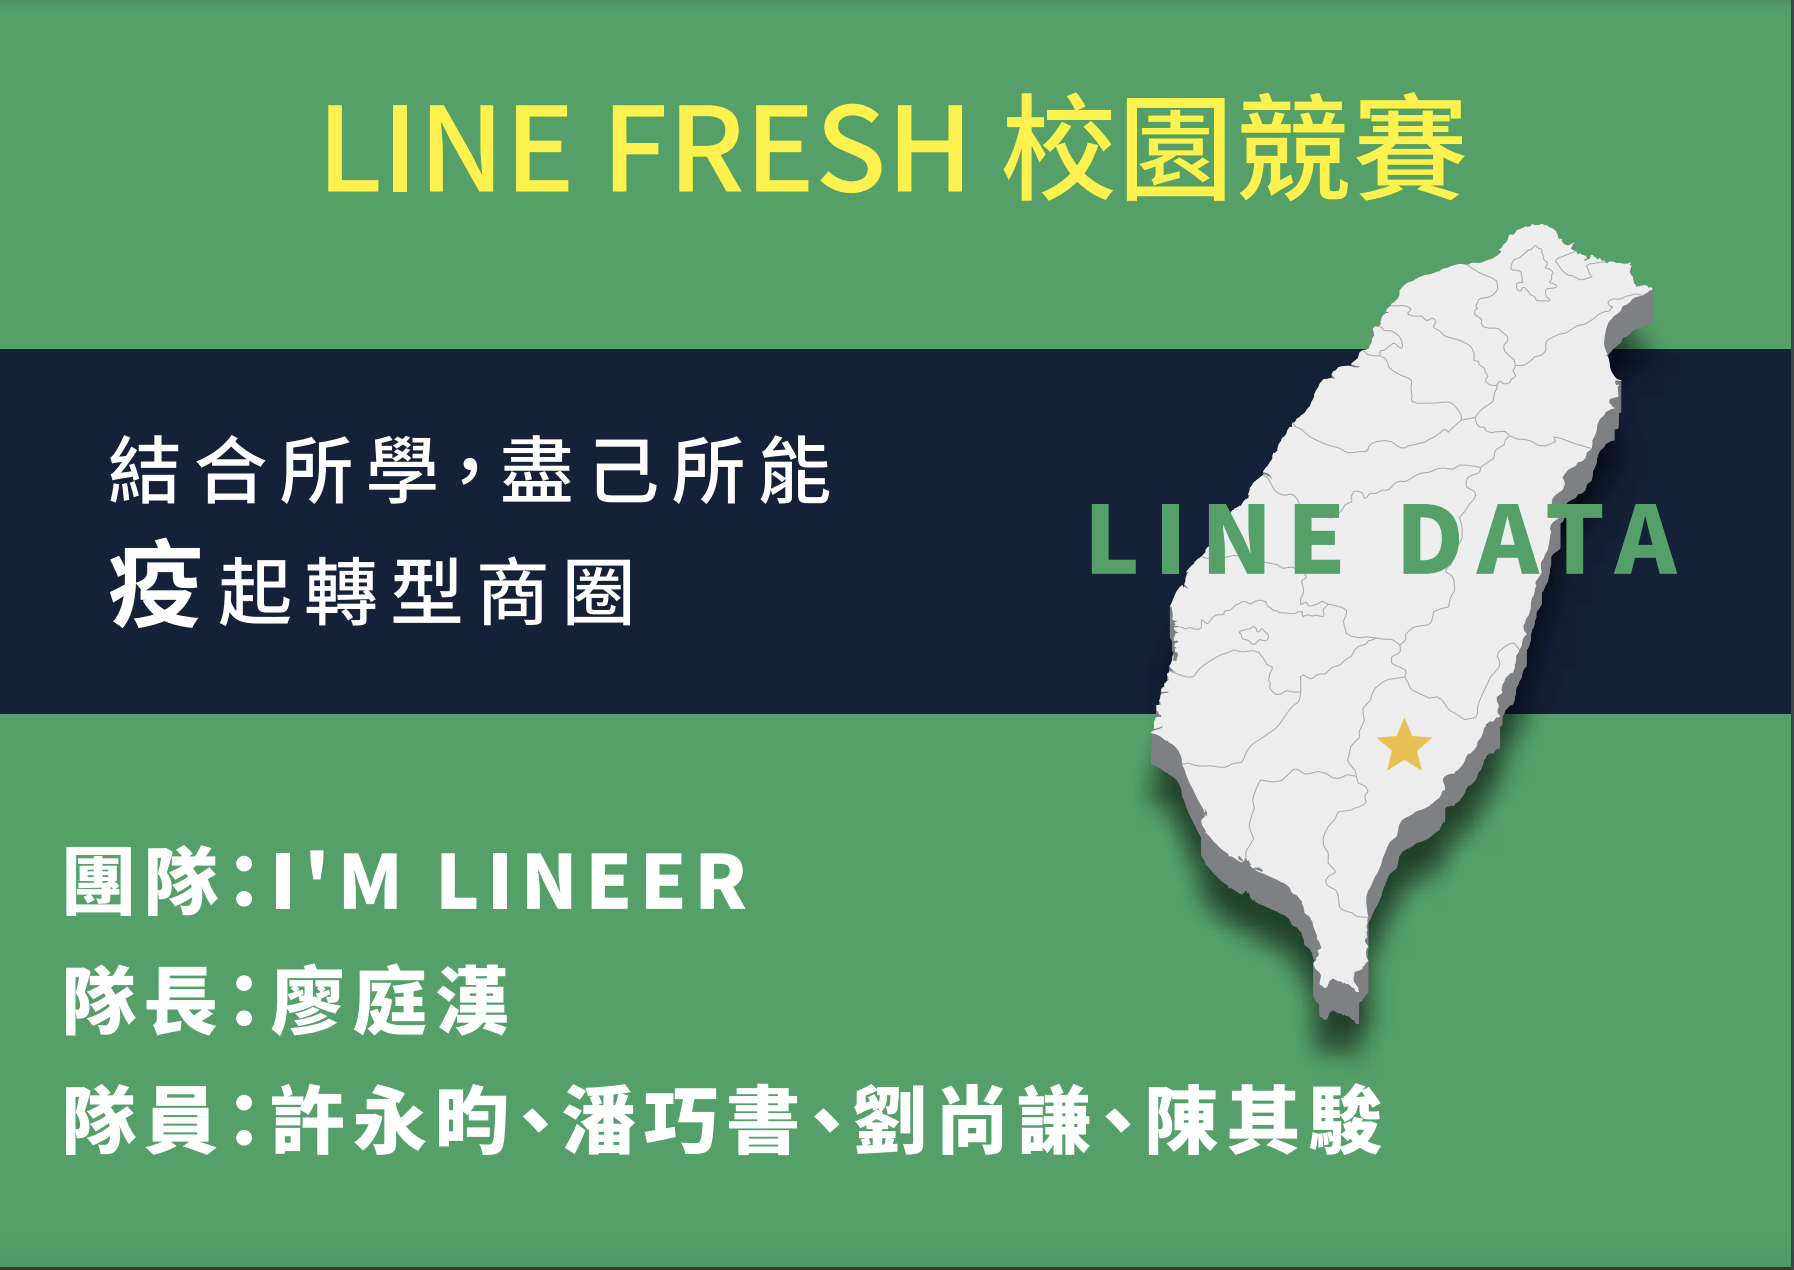 LINE FRESH 校園競賽
結合所學，盡己所能
疫起轉型商圈
LINE DATA
團隊：I'M LINEER
隊長：廖庭漢
隊員：許永昀、潘巧書、劉尚謙、陳其駿